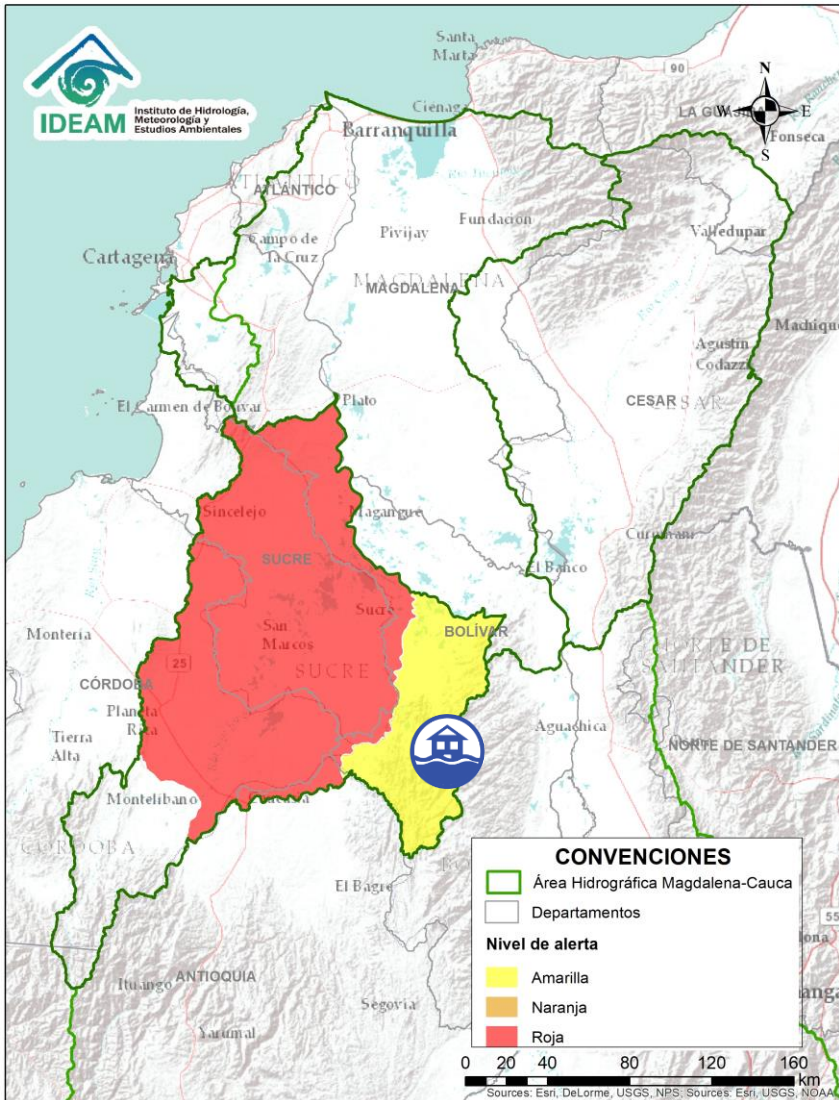 IDEAM
Instituto de Hidrología,
Meteorología y
Estudios Ambientales
Santa
Marta
90
N
W
E
S
Ciénaga
LA GUAJI
Fonseca
Barranquilla
ATLÁNTICO
ATLÁNTICO
Pivijay
Fundación
Valledupar
Campo de
la Cruz
Cartagena
MAGDALENA
MAGDALENA
Machique
Agustín
Codazzi
El Carmen de Bolívar
Plato
CESAR
CESAR
Sincelejo
Magangué
Curumaní
SUCRE
El Banco
Sucre
Montería
San
Marcos
BOLÍVAR
NORTE DE
SANTANDER
SUCRE
25
CÓRDOBA
Planeta
Rica
Aguachica
Tierra
Alta
NORTE DE SANTANDER
Montelíbano
Caucasia
CÓRDOBA
El Bagre
Ituango
ANTIOQUIA
Segovia
Yarumal
CONVENCIONES
Área Hidrográfica Magdalena-Cauca
Departamentos
Nivel de alerta
Amarilla
Naranja
Roja
55
0 20 40 80 120 160
km
Sources: Esri, DeLorme, USGS, NPS; Sources: Esri, USGS, NOAA